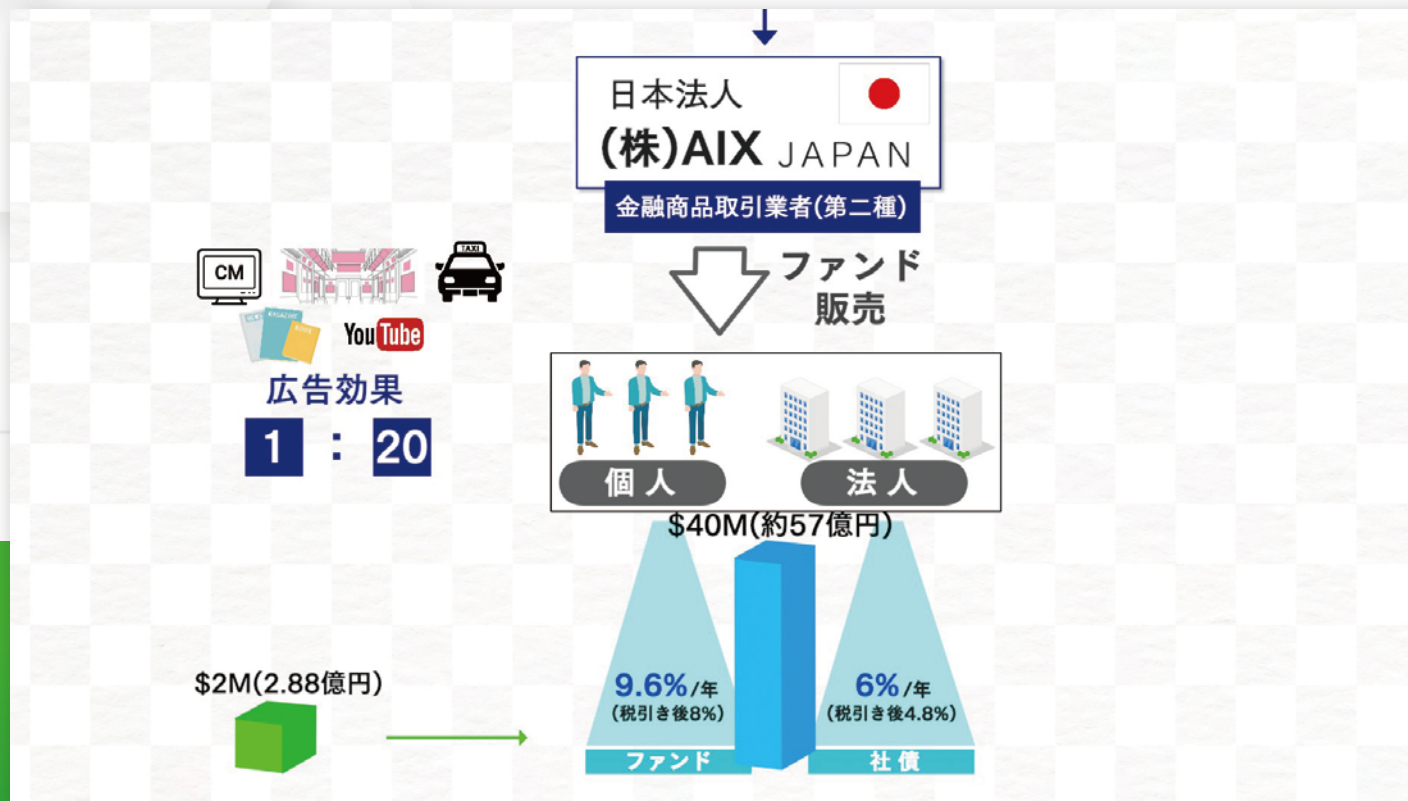 日本法人
(株)AIX JAPAN
金融商品取引業者(第二種)
ファンド
販売
CM
TAXI
MAGAZINE
YouTube
広告効果
1 : 20
個人
法人
$40M(約57億円)
$2M(2.88億円)
9.6%/年
(税引き後8%)
6%/年
(税引き後4.8%)
ファンド
社債